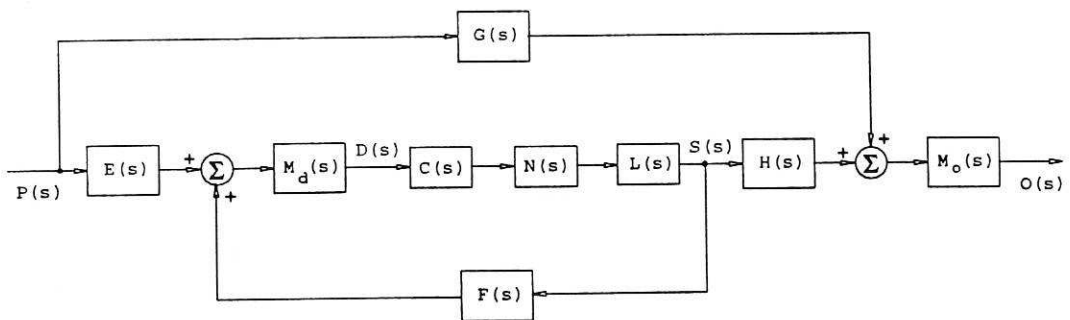 G(s)
+
P(s)
E(s)
+
Σ
+
M_d(s)
D(s)
C(s)
N(s)
L(s)
S(s)
H(s)
+
Σ
M_o(s)
O(s)
F(s)